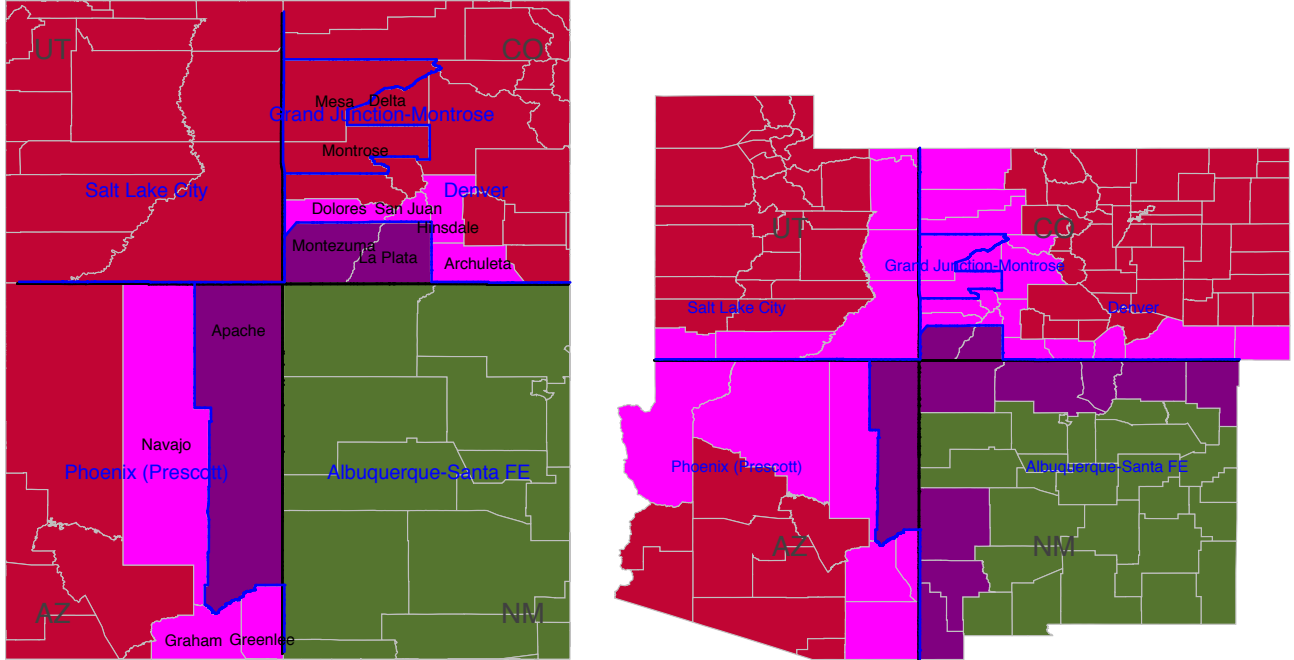 UT
CO
Mesa Delta
Grand Junction-Montrose
Montrose
Salt Lake City
Denver
Dolores San Juan
Hinsdale
Montezuma
La Plata
Archuleta
Apache
Navajo
Phoenix (Prescott)
Albuquerque-Santa FE
AZ
NM
Graham Greenlee
UT
CO
Grand Junction-Montrose
Salt Lake City
Denver
Phoenix (Prescott)
Albuquerque-Santa FE
AZ
NM